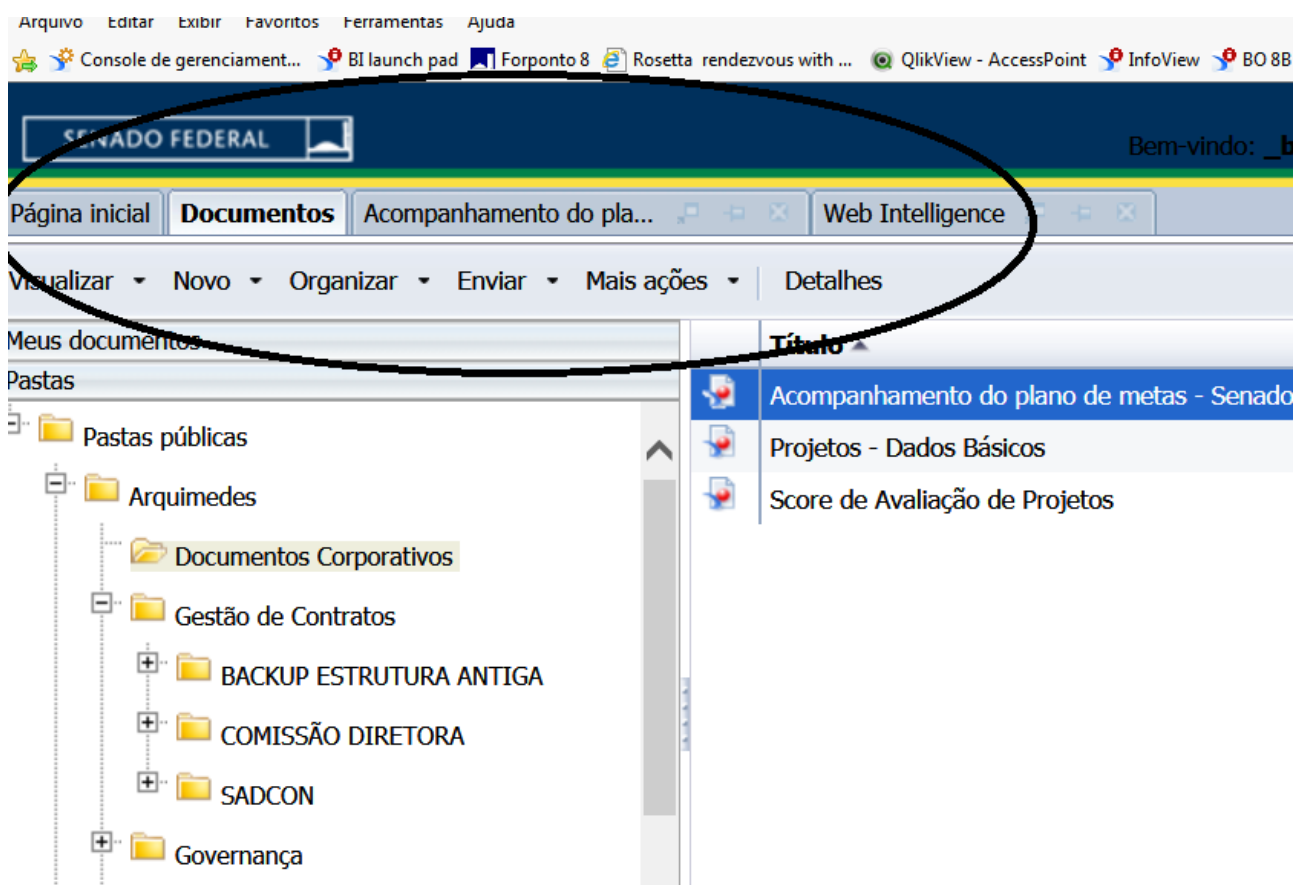 Arquivo Editar Exibir Favoritos Ferramentas Ajuda
Console de gerenciament... BI launch pad Forponto 8 Rosetta rendezvous with ... QlikView - AccessPoint InfoView BO 8B
SENADO FEDERAL
Bem-vindo: _b
Página inicial Documentos Acompanhamento do pla... Web Intelligence
Visualizar Novo Organizar Enviar Mais ações Detalhes
Meus documentos
Título
Pastas
Acompanhamento do plano de metas - Senado
Pastas públicas
Projetos - Dados Básicos
Arquimedes
Score de Avaliação de Projetos
Documentos Corporativos
Gestão de Contratos
BACKUP ESTRUTURA ANTIGA
COMISSÃO DIRETORA
SADCON
Governança